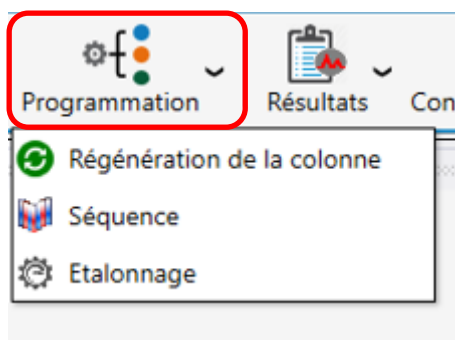 Programmation
Résultats
Con
Régénération de la colonne
Séquence
Etalonnage